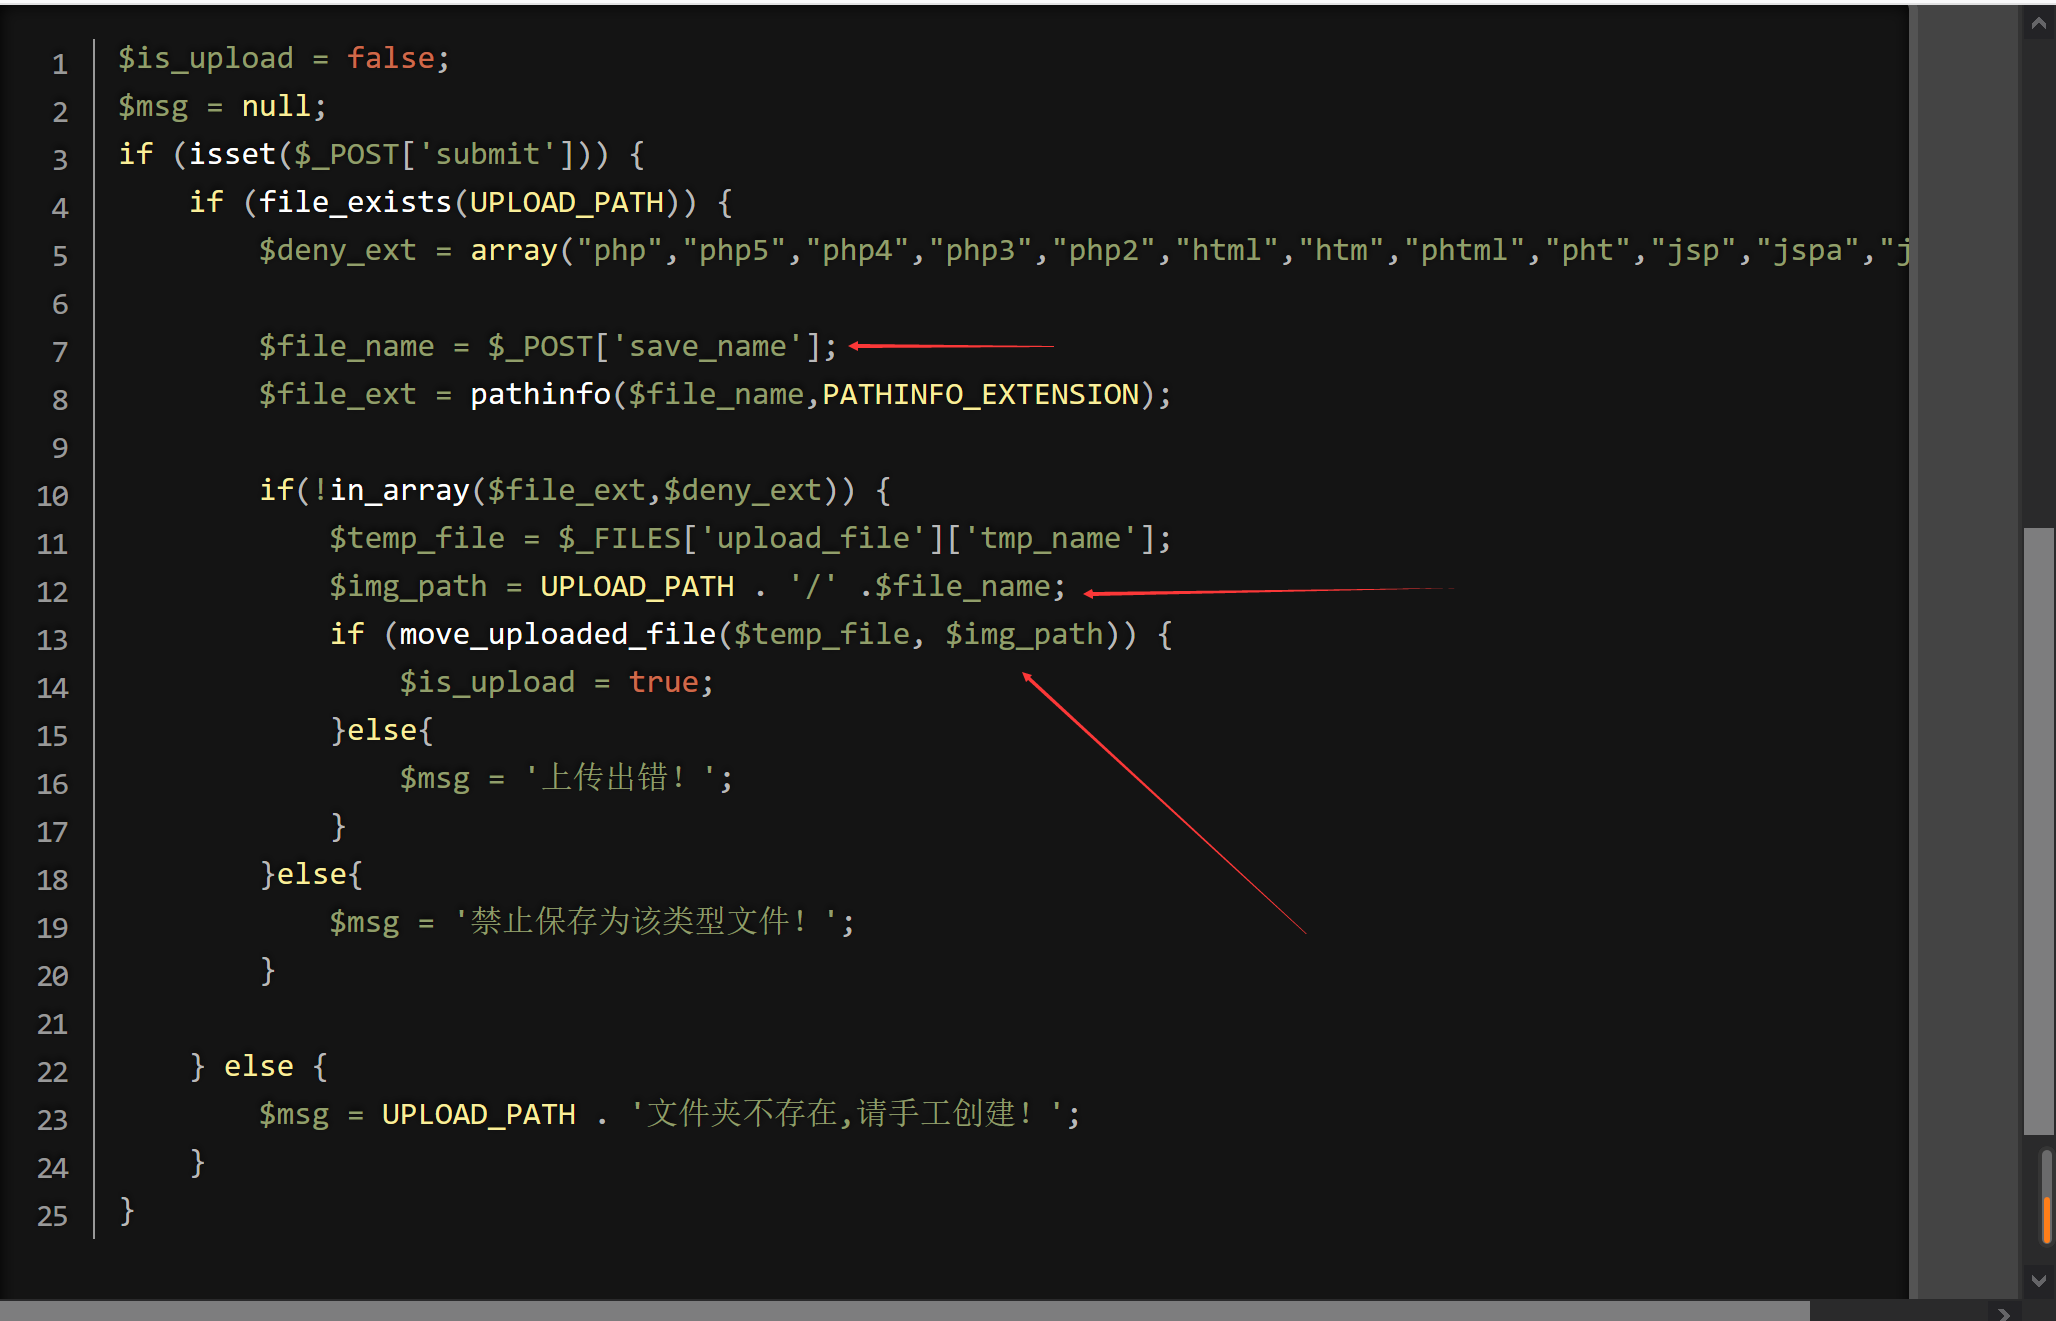 1 $is_upload = false;
2 $msg = null;
3 if (isset($_POST['submit'])) {
4     if (file_exists(UPLOAD_PATH)) {
5         $deny_ext = array("php","php5","php4","php3","php2","html","htm","phtml","pht","jsp","jspa","j
6
7         $file_name = $_POST['save_name'];
8         $file_ext = pathinfo($file_name,PATHINFO_EXTENSION);
9
10         if(!in_array($file_ext,$deny_ext)) {
11             $temp_file = $_FILES['upload_file']['tmp_name'];
12             $img_path = UPLOAD_PATH . '/' .$file_name;
13             if (move_uploaded_file($temp_file, $img_path)) {
14                 $is_upload = true;
15             }else{
16                 $msg = '上传出错！';
17             }
18         }else{
19             $msg = '禁止保存为该类型文件！';
20         }
21
22     } else {
23         $msg = UPLOAD_PATH . '文件夹不存在,请手工创建！';
24     }
25 }